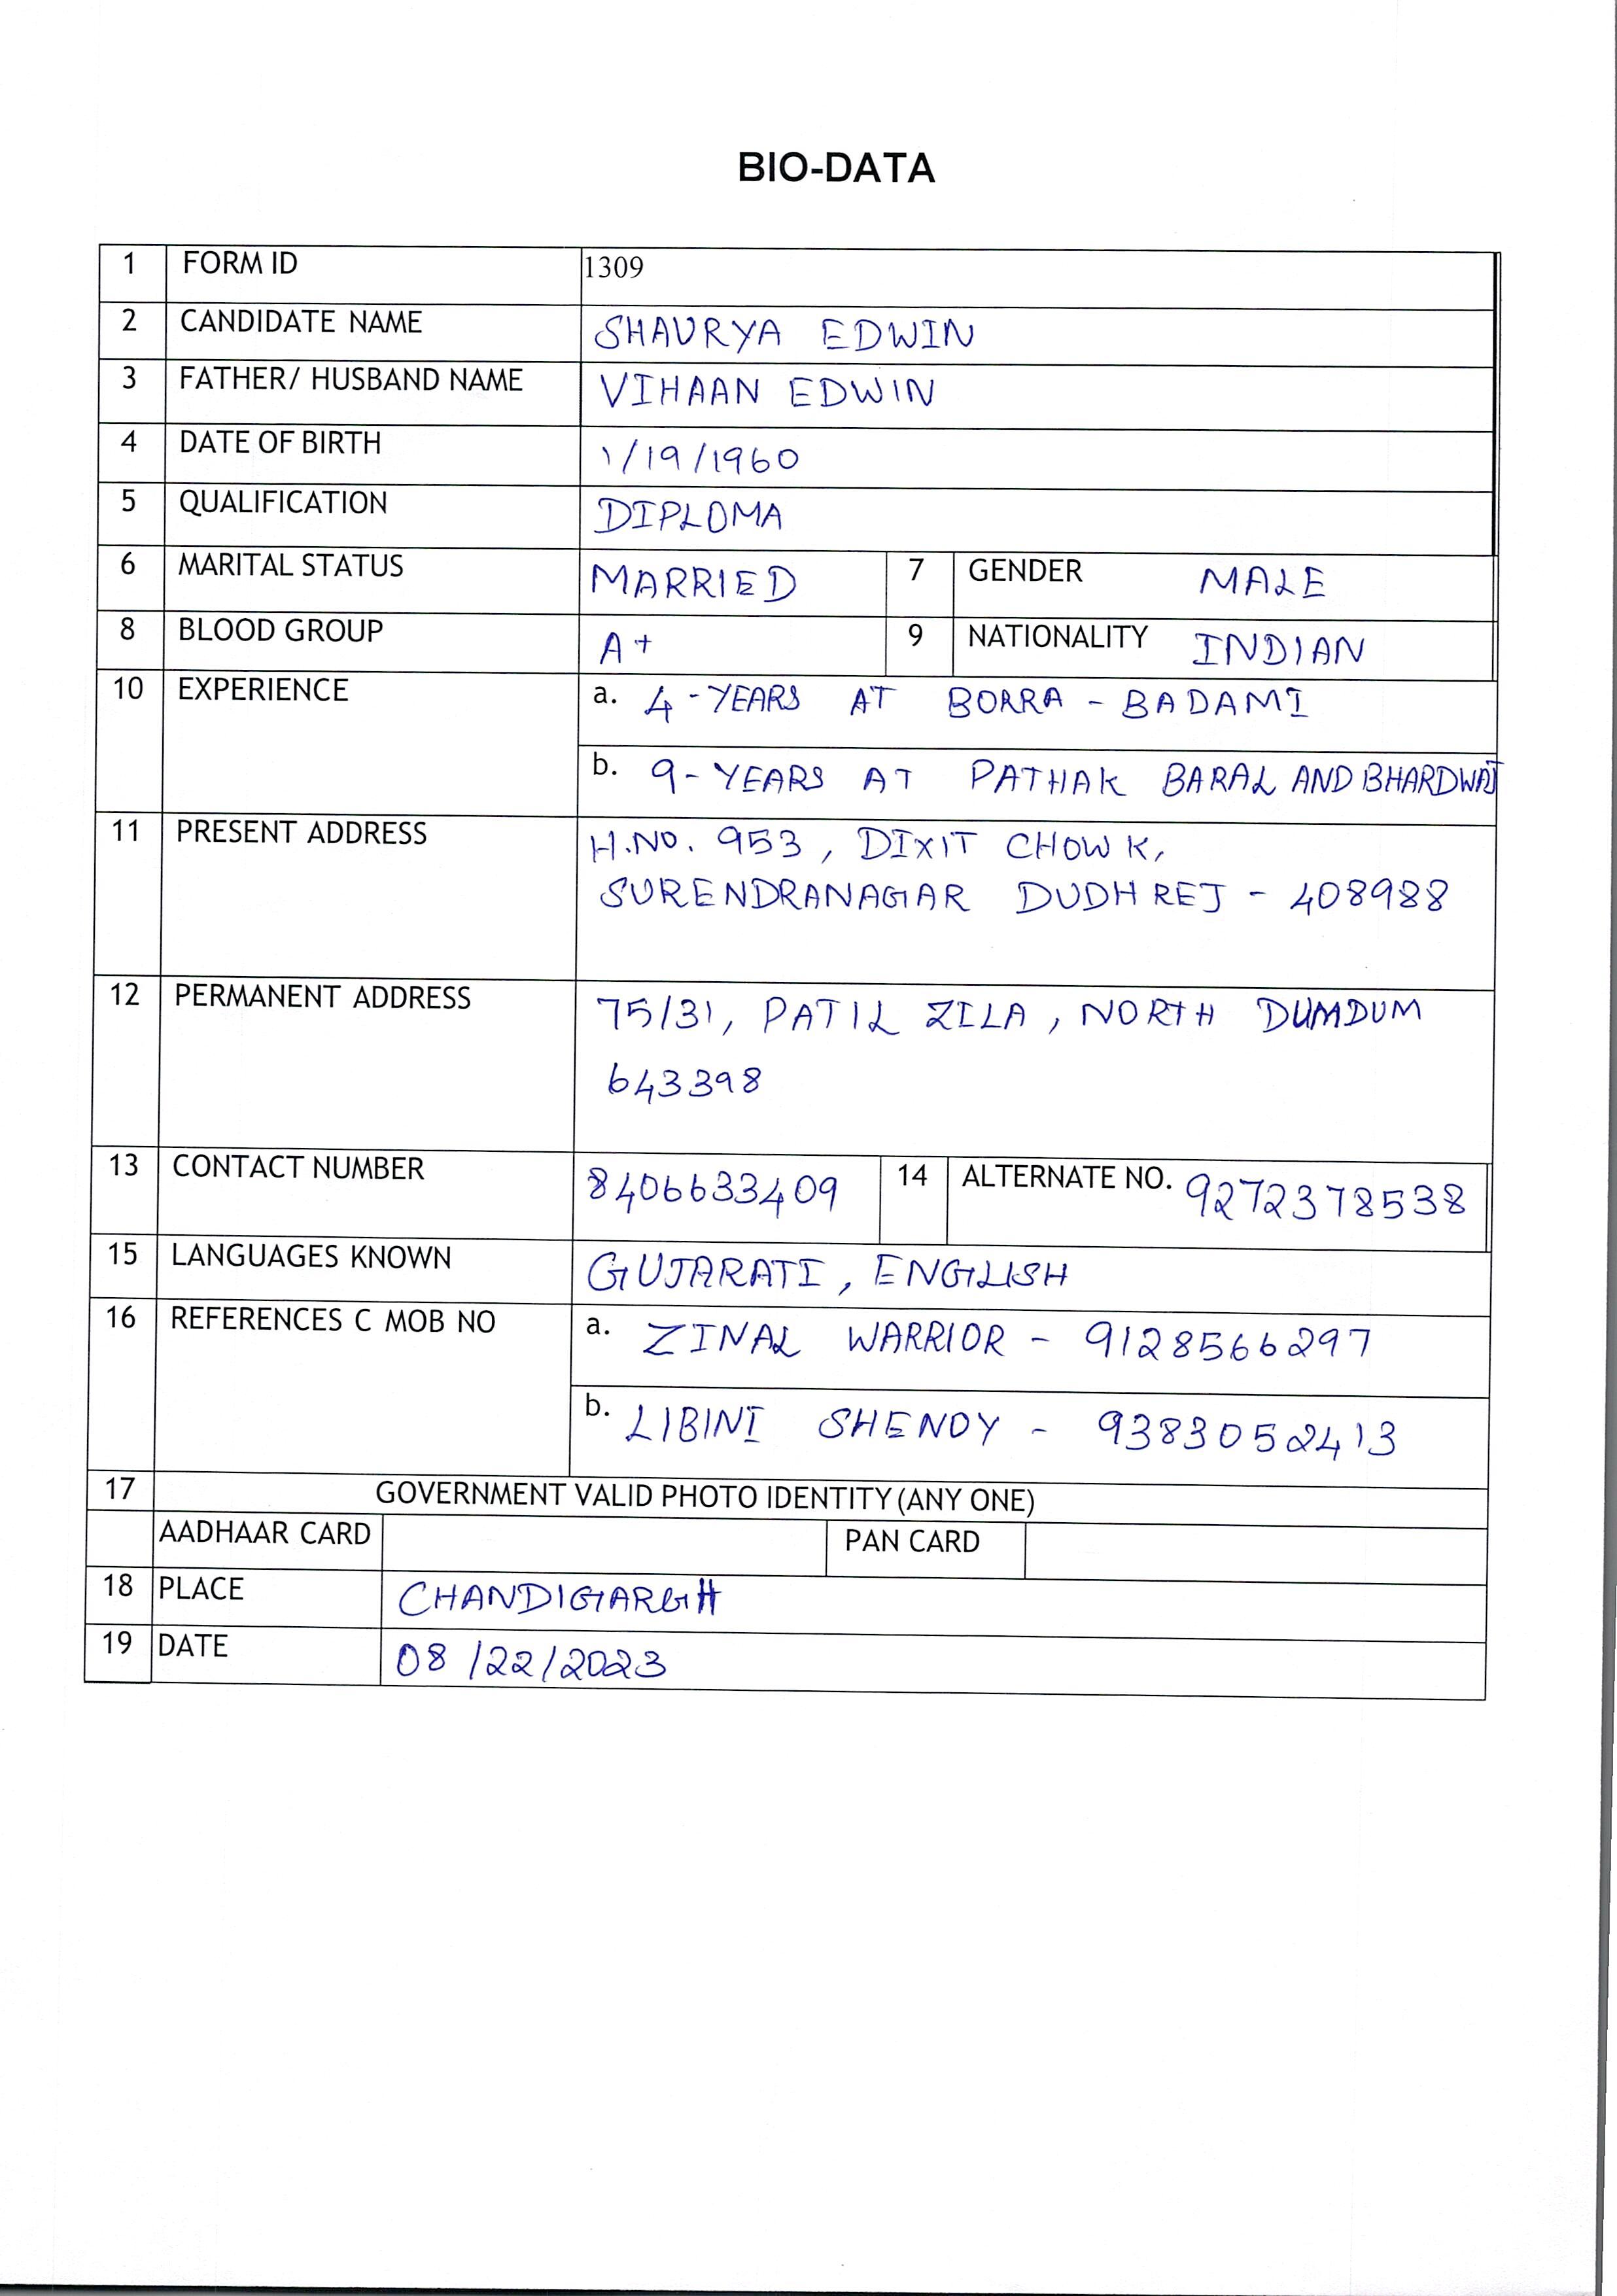 BIO-DATA
1 FORM ID 1309
2 CANDIDATE NAME SHAURYA EDWIN
3 FATHER/ HUSBAND NAME VIHAAN EDWIN
4 DATE OF BIRTH 1/19/1960
5 QUALIFICATION DIPLOMA
6 MARITAL STATUS MARRIED 7 GENDER MALE
8 BLOOD GROUP A+ 9 NATIONALITY INDIAN
10 EXPERIENCE a. 4-YEARS AT BORRA - BADAMI
b. 9-YEARS AT PATHAK BARAL AND BHARDWAJ
11 PRESENT ADDRESS H.NO. 953, DIXIT CHOWK,
SURENDRANAGAR DUDHREJ - 408988
12 PERMANENT ADDRESS 75/31, PATIL ZILA, NORTH DUMDUM
643398
13 CONTACT NUMBER 8406633409 14 ALTERNATE NO. 9272378538
15 LANGUAGES KNOWN GUJARATI, ENGLISH
16 REFERENCES C MOB NO a. ZINAL WARRIOR - 9128566297
b. LIBINI SHENOY - 9383052413
17 GOVERNMENT VALID PHOTO IDENTITY (ANY ONE)
AADHAAR CARD PAN CARD
18 PLACE CHANDIGARGH
19 DATE 08/22/2023